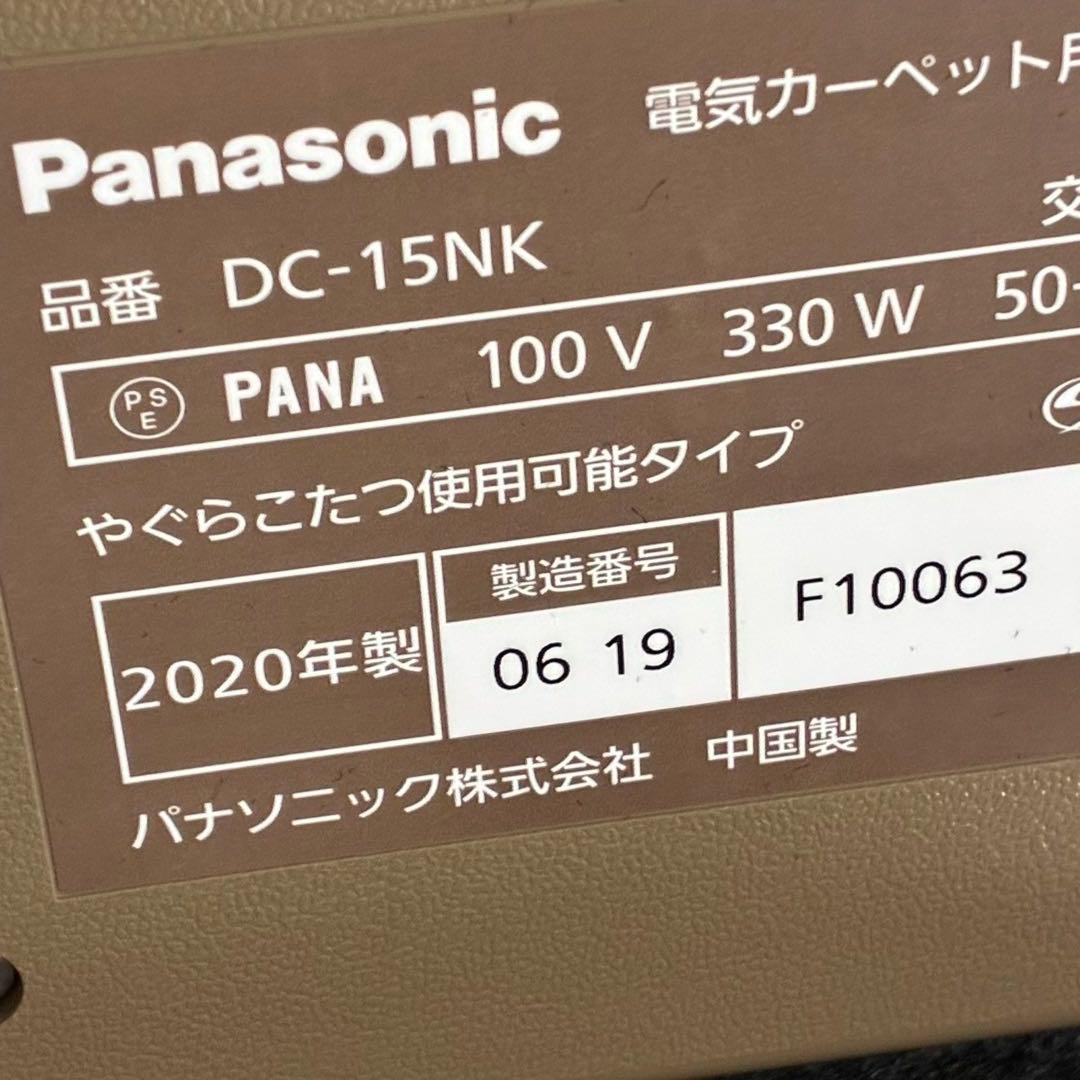 Panasonic 電気カーペット用
品番 DC-15NK 交
PSE PANA 100 V 330 W 50-
やぐらこたつ使用可能タイプ
2020年製 製造番号 06 19 F10063
パナソニック株式会社 中国製